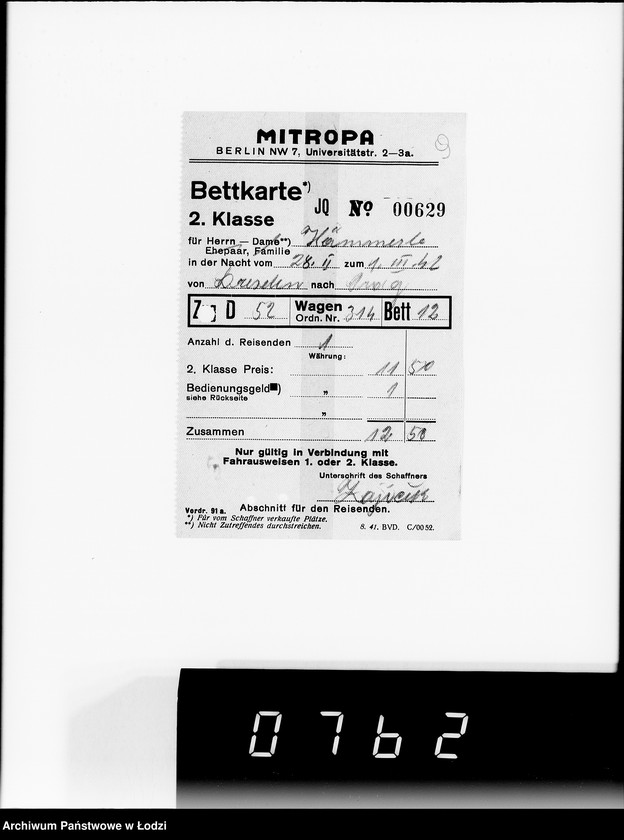 MITROPA
BERLIN NW 7, Universitätstr. 2—3a.
9
Bettkarte*)
2. Klasse
JQ No 00629
für Herrn — Dame**) Hämmerle
Ehepaar, Familie
in der Nacht vom 28. II zum 1. III. 42
von Dresden nach Prag
Z D 52 Wagen Ordn. Nr. 314 Bett 12
Anzahl d. Reisenden 1
Währung:
2. Klasse Preis: 11 50
Bedienungsgeld ) „ 1
siehe Rückseite
„
Zusammen 12 50
Nur gültig in Verbindung mit
Fahrausweisen 1. oder 2. Klasse.
Unterschrift des Schaffners
Abschnitt für den Reisenden.
Vordr. 91 a.
*) Für vom Schaffner verkaufte Plätze.
**) Nicht Zutreffendes durchstreichen.
8. 41. BVD. C/0052.
0762
Archiwum Państwowe w Łodzi